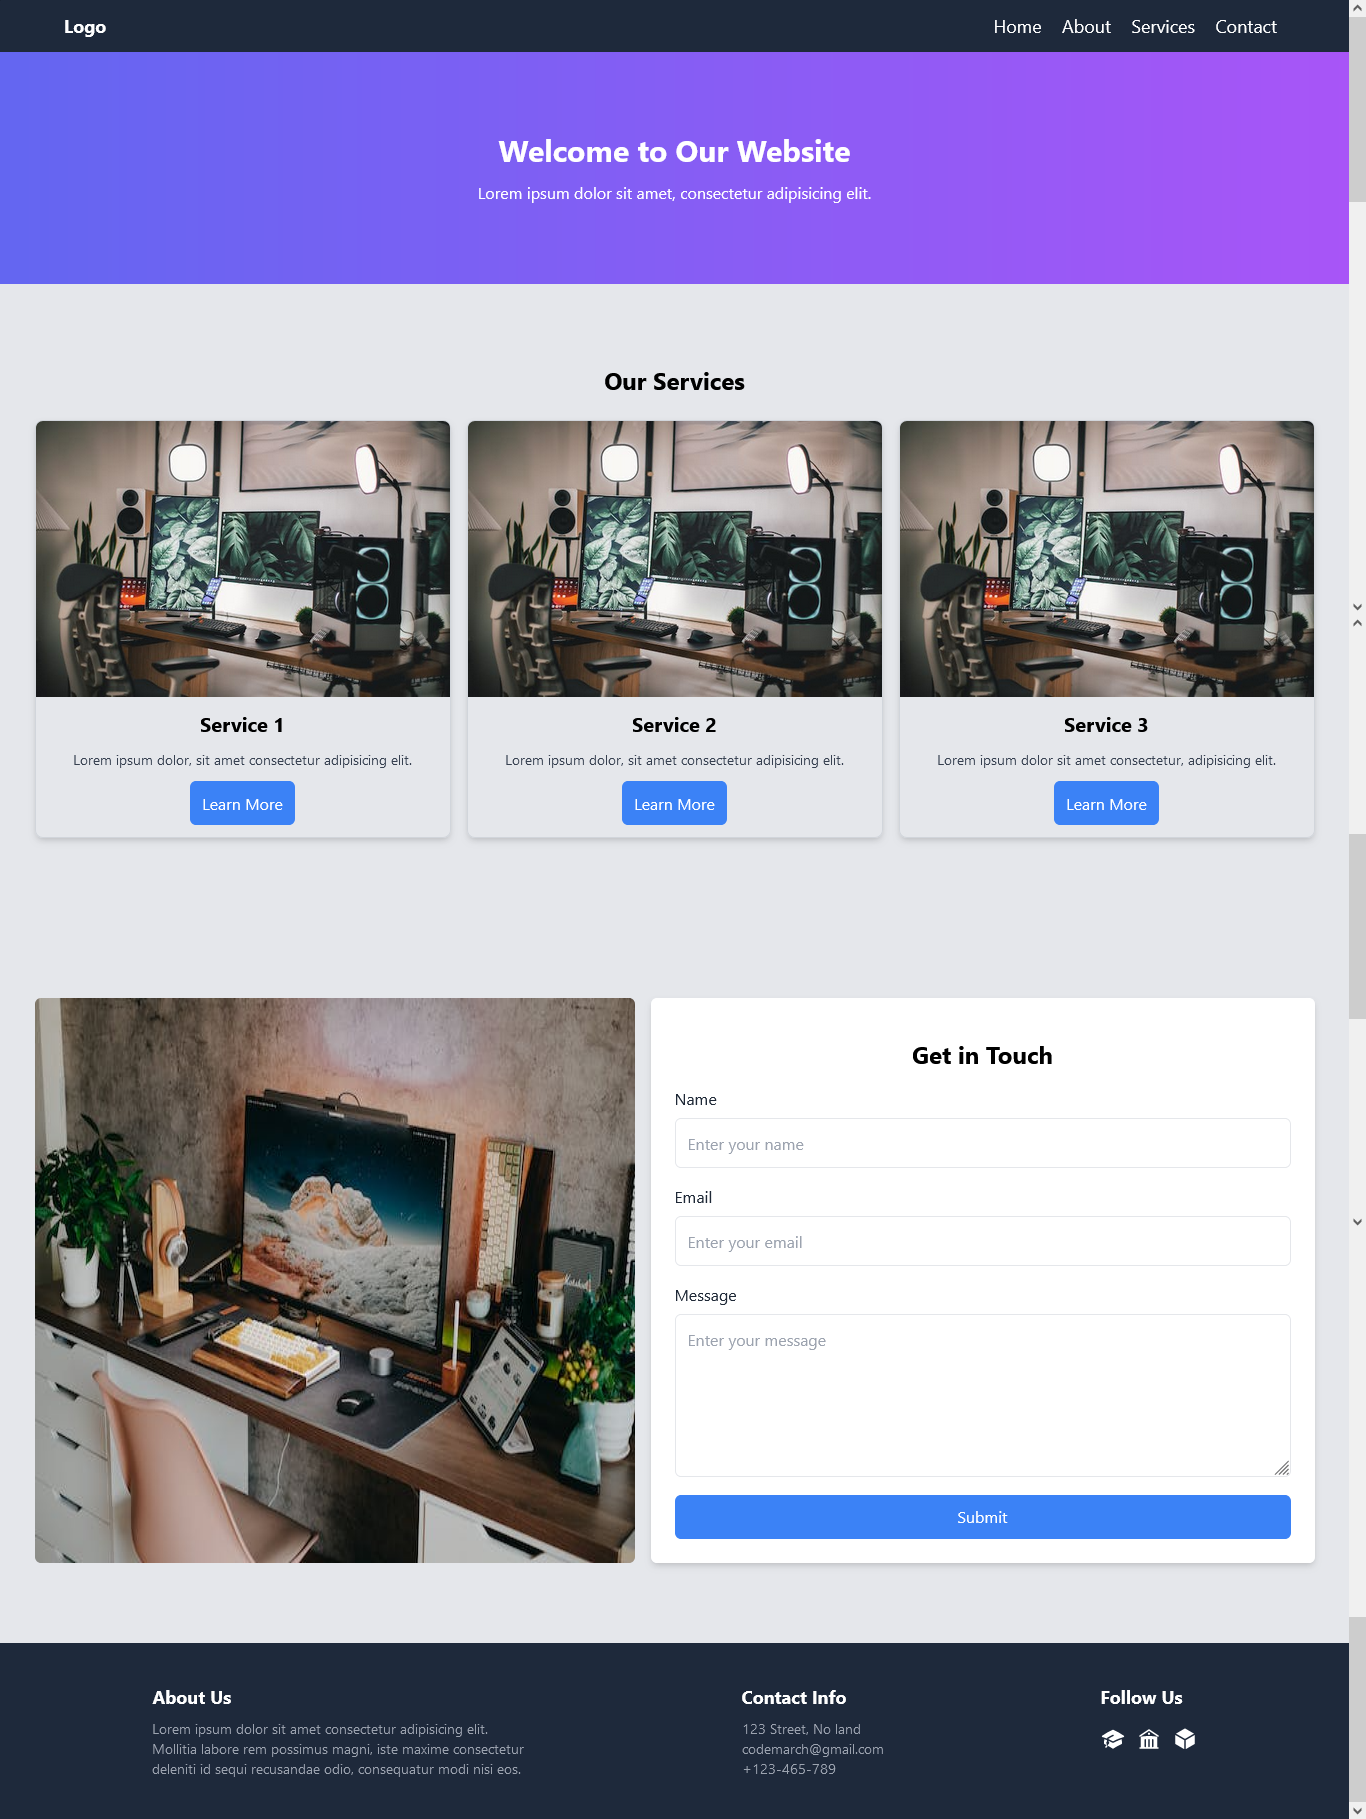 Logo
Home About Services Contact
Welcome to Our Website
Lorem ipsum dolor sit amet, consectetur adipisicing elit.
Our Services
Service 1
Lorem ipsum dolor, sit amet consectetur adipisicing elit.
Learn More
Service 2
Lorem ipsum dolor, sit amet consectetur adipisicing elit.
Learn More
Service 3
Lorem ipsum dolor sit amet consectetur, adipisicing elit.
Learn More
Get in Touch
Name
Enter your name
Email
Enter your email
Message
Enter your message
Submit
Marshall
About Us
Lorem ipsum dolor sit amet consectetur adipisicing elit.
Mollitia labore rem possimus magni, iste maxime consectetur
deleniti id sequi recusandae odio, consequatur modi nisi eos.
Contact Info
123 Street, No land
codemarch@gmail.com
+123-465-789
Follow Us